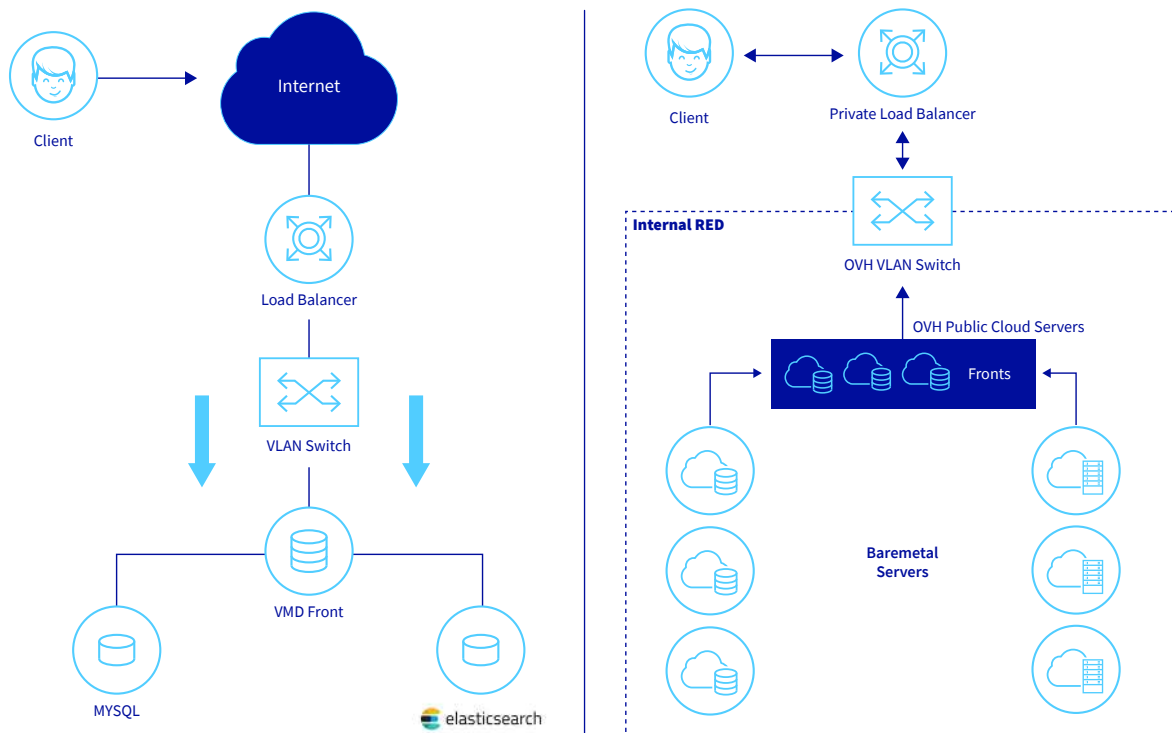 Client
Internet
Load Balancer
VLAN Switch
VMD Front
MYSQL
elasticsearch
Client
Private Load Balancer
Internal RED
OVH VLAN Switch
OVH Public Cloud Servers
Fronts
Baremetal
Servers